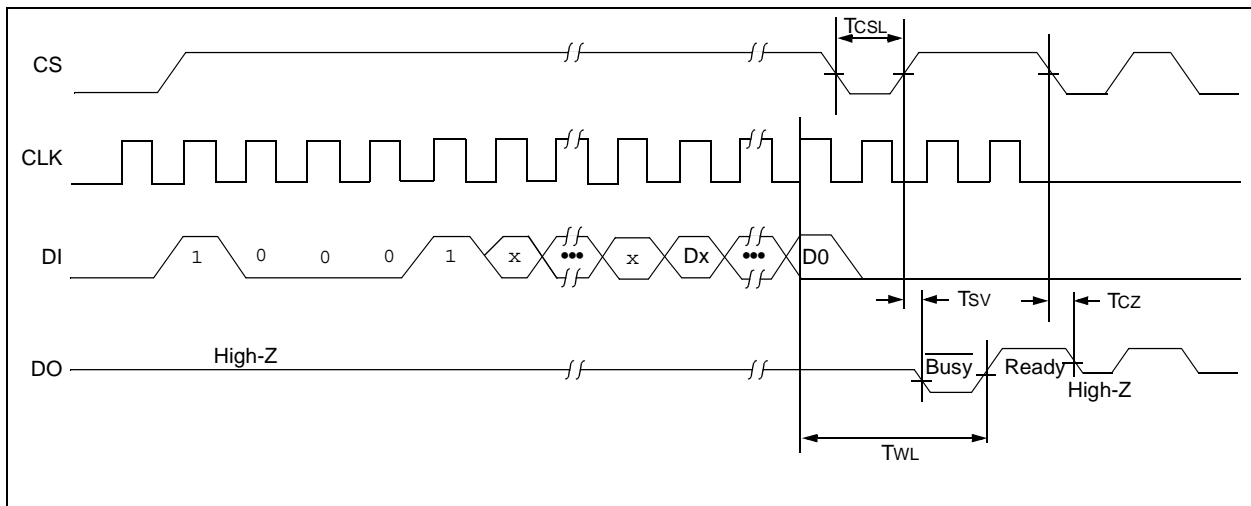 TCSL
CS
CLK
DI
1 0 0 0 1 x ••• x Dx ••• D0
TSV
TCZ
DO
High-Z
Busy
Ready
High-Z
TWL